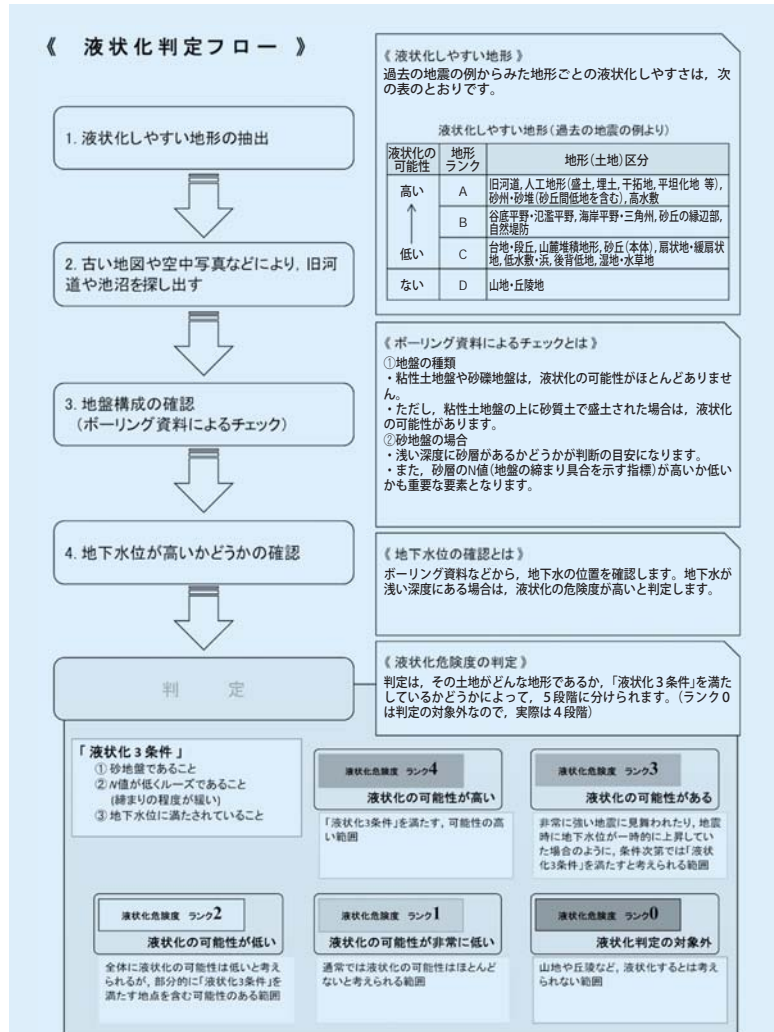 《 液状化判定フロー 》
1. 液状化しやすい地形の抽出
2. 古い地図や空中写真などにより，旧河
道や池沼を探し出す
3. 地盤構成の確認
（ボーリング資料によるチェック）
4. 地下水位が高いかどうかの確認
判 定
《 液状化しやすい地形 》
過去の地震の例からみた地形ごとの液状化しやすさは，次
の表のとおりです。
液状化しやすい地形（過去の地震の例より）
液状化の
可能性
地形
ランク
地形（土地）区分
高い
A
旧河道，人工地形（盛土，埋土，干拓地，平坦化地 等），
砂州・砂堆（砂丘間低地を含む），高水敷
↑
B
谷底平野・氾濫平野，海岸平野・三角州，砂丘の縁辺部，
自然堤防
低い
C
台地・段丘，山麓堆積地形，砂丘（本体），扇状地・緩扇状
地，低水敷・浜，後背低地，湿地・水草地
ない
D
山地・丘陵地
《 ボーリング資料によるチェックとは 》
①地盤の種類
・粘性土地盤や砂礫地盤は，液状化の可能性がほとんどありませ
ん。
・ただし，粘性土地盤の上に砂質土で盛土された場合は，液状化
の可能性があります。
②砂地盤の場合
・浅い深度に砂層があるかどうかが判断の目安になります。
・また，砂層のN値（地盤の締まり具合を示す指標）が高いか低い
かも重要な要素となります。
《 地下水位の確認とは 》
ボーリング資料などから，地下水の位置を確認します。地下水が
浅い深度にある場合は，液状化の危険度が高いと判定します。
《 液状化危険度の判定 》
判定は，その土地がどんな地形であるか，「液状化３条件」を満た
しているかどうかによって，５段階に分けられます。（ランク０
は判定の対象外なので，実際は４段階）
「液状化３条件」
① 砂地盤であること
② N値が低くルーズであること
（締まりの程度が緩い）
③ 地下水位に満たされていること
液状化危険度 ランク4
液状化の可能性が高い
「液状化3条件」を満たす，可能性の高
い範囲
液状化危険度 ランク3
液状化の可能性がある
非常に強い地震に見舞われたり，地震
時に地下水位が一時的に上昇してい
た場合のように，条件次第では「液状
化3条件」を満たすと考えられる範囲
液状化危険度 ランク2
液状化の可能性が低い
全体に液状化の可能性は低いと考え
られるが，部分的に「液状化3条件」を
満たす地点を含む可能性のある範囲
液状化危険度 ランク1
液状化の可能性が非常に低い
通常では液状化の可能性はほとんど
ないと考えられる範囲
液状化危険度 ランク0
液状化判定の対象外
山地や丘陵など，液状化するとは考え
られない範囲